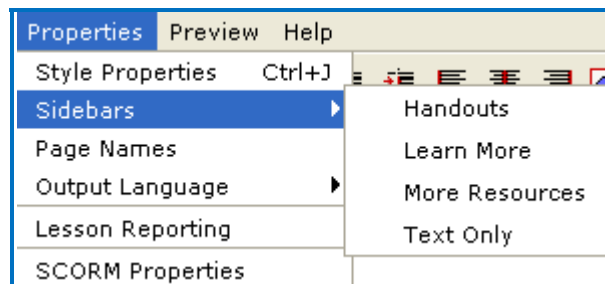 Properties Preview Help
Style Properties Ctrl+J
Sidebars
Handouts
Page Names
Learn More
Output Language
More Resources
Lesson Reporting
Text Only
SCORM Properties